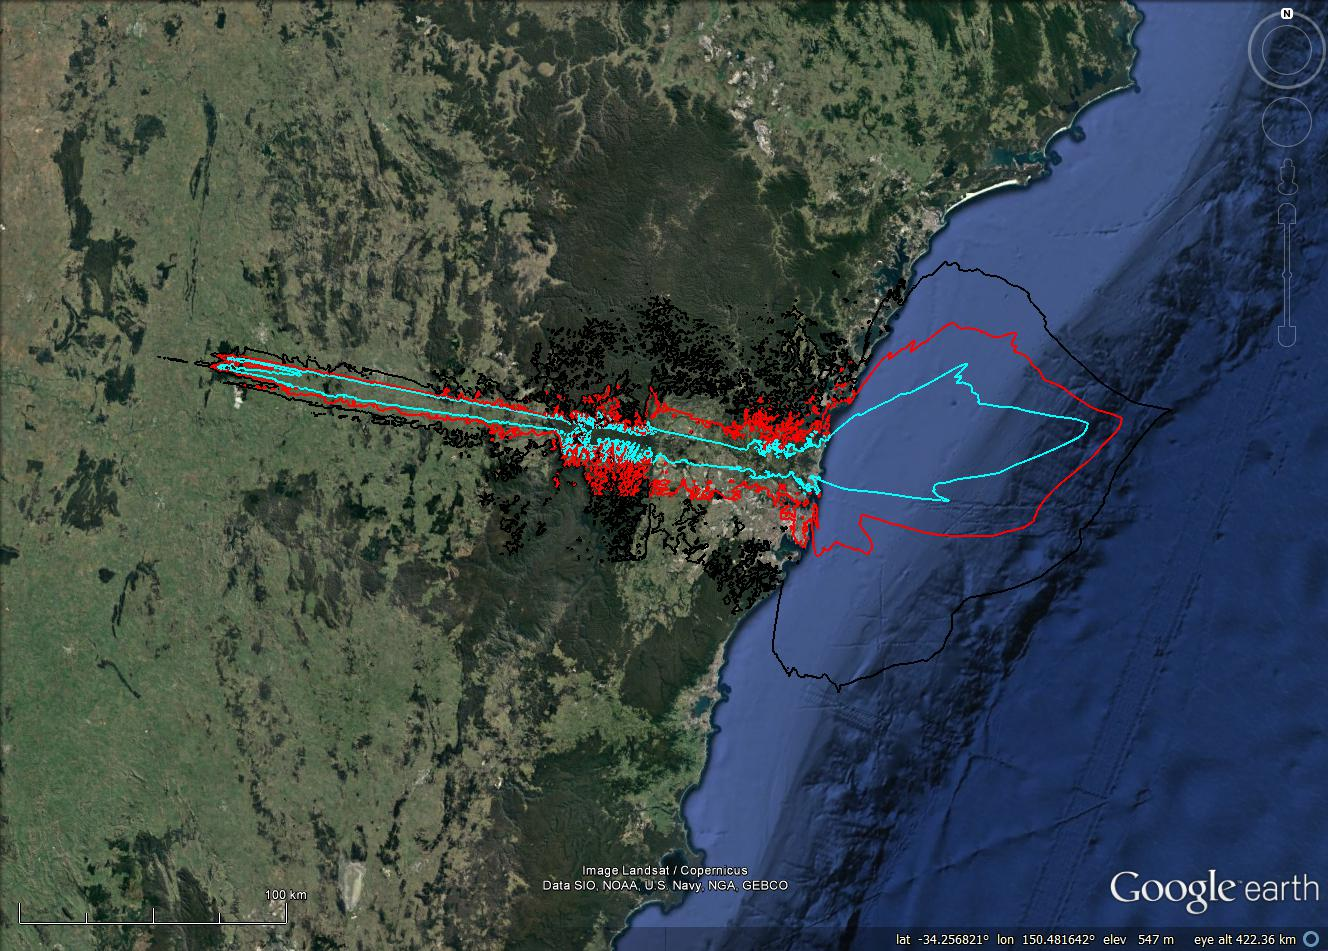 N
100 km
Image Landsat / Copernicus
Data SIO, NOAA, U.S. Navy, NGA, GEBCO
Google earth
lat -34.256821° lon 150.481642° elev 547 m eye alt 422.36 km